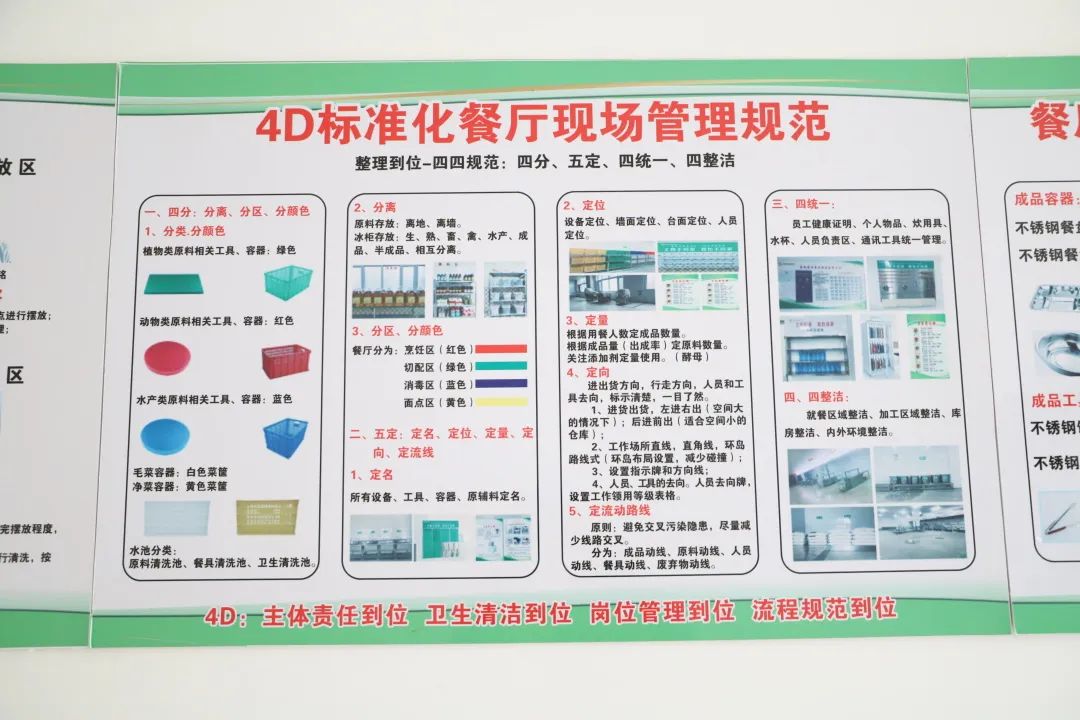 放区
铭
点进行摆放;
理;
区
完摆放程度,
行清洗,按
4D标准化餐厅现场管理规范
整理到位-四四规范:四分、五定、四统一、四整洁
一、四分:分离、分区、分颜色
1、分类.分颜色
植物类原料相关工具、容器:绿色
动物类原料相关工具、容器:红色
水产类原料相关工具、容器:蓝色
毛菜容器:白色菜筐
净菜容器:黄色菜筐
水池分类:
原料清洗池、餐具清洗池、卫生清洗池。
2、分离
原料存放:离地、离墙。
冰柜存放:生、熟、畜、禽、水产、成
品、半成品、相互分离。
3、分区、分颜色
餐厅分为:烹饪区(红色)
切配区(绿色)
消毒区(蓝色)
面点区(黄色)
二、五定:定名、定位、定量、定
向、定流线
1、定名
所有设备、工具、容器、原辅料定名。
2、定位
设备定位、墙面定位、台面定位、人员
定位。
3、定量
根据用餐人数定成品数量。
根据成品量(出成率)定原料数量。
关注添加剂定量使用。(酵母)
4、定向
进出货方向,行走方向,人员和工
具去向,标示清楚,一目了然。
1、进货出货,左进右出(空间大
的情况下);后进前出(适合空间小的
仓库);
2、工作场所直线,直角线,环岛
路线式(环岛布局设置,减少碰撞);
3、设置指示牌和方向线;
4、人员、工具的去向。人员去向牌,
设置工作领用等级表格。
5、定流动路线
原则:避免交叉污染隐患,尽量减
少线路交叉。
分为:成品动线、原料动线、人员
动线、餐具动线、废弃物动线。
三、四统一:
员工健康证明、个人物品、炊用具、
水杯、人员负责区、通讯工具统一管理。
四、四整洁:
就餐区域整洁、加工区域整洁、库
房整洁、内外环境整洁。
4D:主体责任到位 卫生清洁到位 岗位管理到位 流程规范到位
餐
成品容器:
不锈钢餐盘
不锈钢餐
成品工
不锈钢
不锈钢